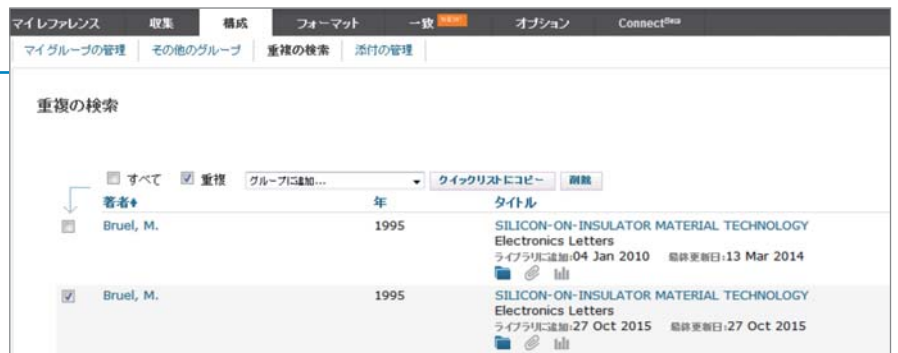 マイレファレンス 収集 構成 フォーマット 一致 NEW! オプション Connect Beta
マイグループの管理 その他のグループ 重複の検索 添付の管理
重複の検索
すべて 重複 グループに追加... クイックリストにコピー 削除
著者 年 タイトル
Bruel, M. 1995 SILICON-ON-INSULATOR MATERIAL TECHNOLOGY
Electronics Letters
ライブラリに追加:04 Jan 2010 最終更新日:13 Mar 2014
Bruel, M. 1995 SILICON-ON-INSULATOR MATERIAL TECHNOLOGY
Electronics Letters
ライブラリに追加:27 Oct 2015 最終更新日:27 Oct 2015